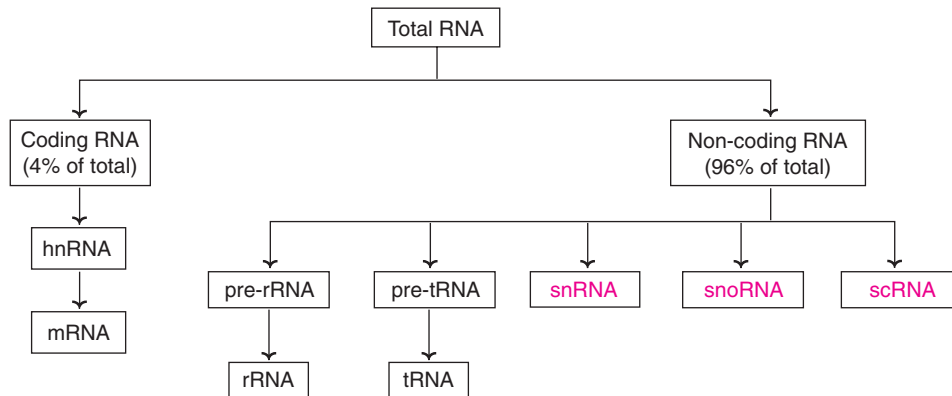 Total RNA
Coding RNA
(4% of total)
Non-coding RNA
(96% of total)
hnRNA
mRNA
pre-rRNA
pre-tRNA
snRNA
snoRNA
scRNA
rRNA
tRNA